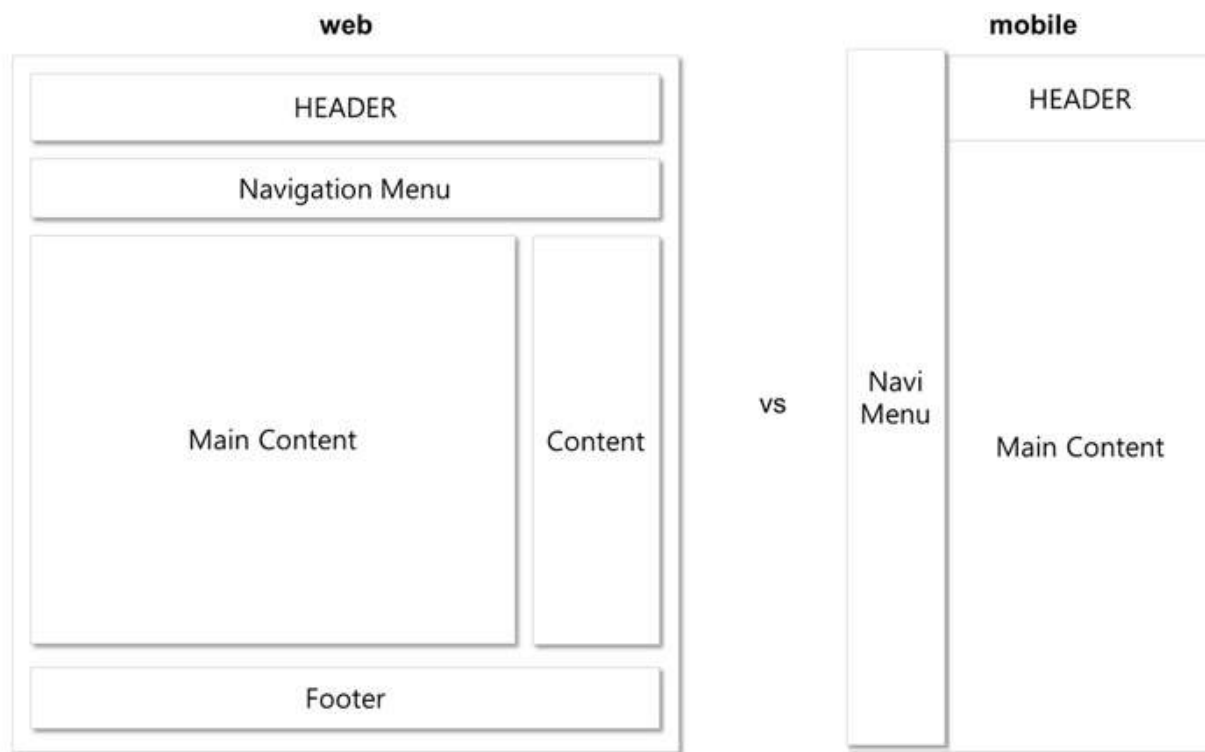 web
HEADER
Navigation Menu
Main Content
Content
Footer
vs
mobile
Navi
Menu
HEADER
Main Content